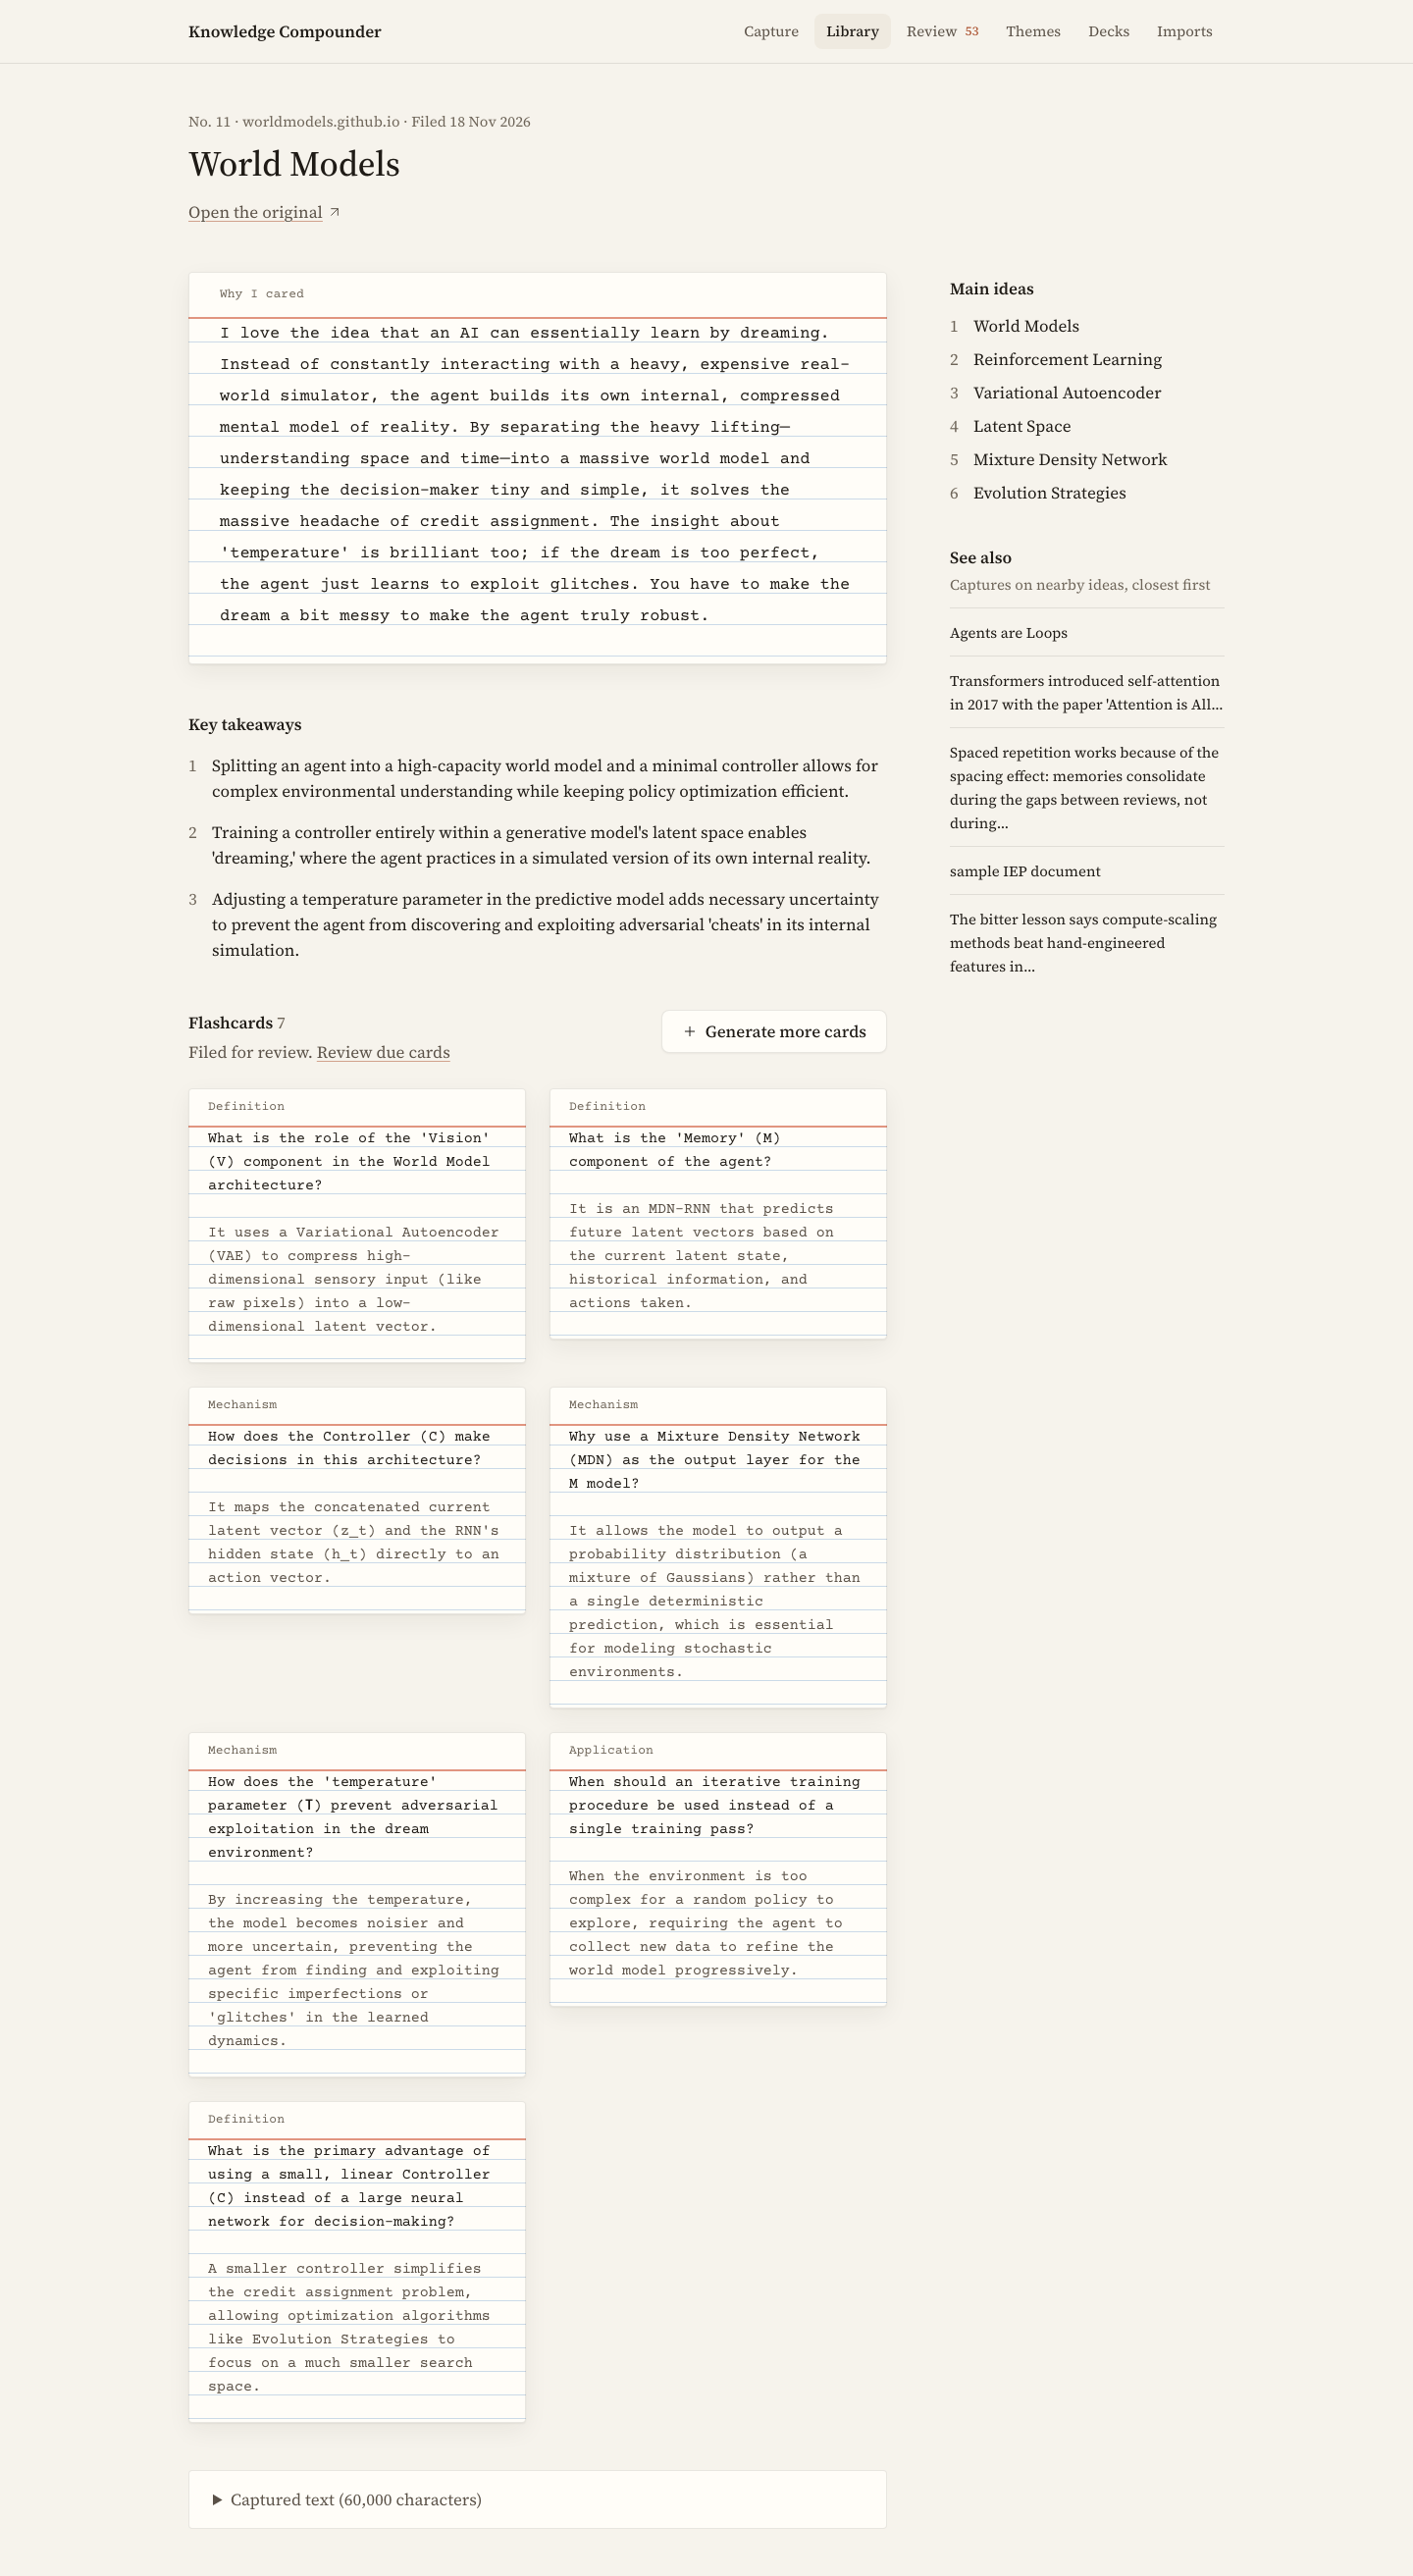 Knowledge Compounder
Capture
Library
Review 53
Themes
Decks
Imports
No. 11 · worldmodels.github.io · Filed 18 Nov 2026
World Models
Open the original ↗
Why I cared
I love the idea that an AI can essentially learn by dreaming.
Instead of constantly interacting with a heavy, expensive real-
world simulator, the agent builds its own internal, compressed
mental model of reality. By separating the heavy lifting—
understanding space and time—into a massive world model and
keeping the decision-maker tiny and simple, it solves the
massive headache of credit assignment. The insight about
'temperature' is brilliant too; if the dream is too perfect,
the agent just learns to exploit glitches. You have to make the
dream a bit messy to make the agent truly robust.
Key takeaways
1 Splitting an agent into a high-capacity world model and a minimal controller allows for
complex environmental understanding while keeping policy optimization efficient.
2 Training a controller entirely within a generative model's latent space enables
'dreaming,' where the agent practices in a simulated version of its own internal reality.
3 Adjusting a temperature parameter in the predictive model adds necessary uncertainty
to prevent the agent from discovering and exploiting adversarial 'cheats' in its internal
simulation.
Flashcards 7
Filed for review. Review due cards
+ Generate more cards
Definition
What is the role of the 'Vision'
(V) component in the World Model
architecture?
It uses a Variational Autoencoder
(VAE) to compress high-
dimensional sensory input (like
raw pixels) into a low-
dimensional latent vector.
Definition
What is the 'Memory' (M)
component of the agent?
It is an MDN-RNN that predicts
future latent vectors based on
the current latent state,
historical information, and
actions taken.
Mechanism
How does the Controller (C) make
decisions in this architecture?
It maps the concatenated current
latent vector (z_t) and the RNN's
hidden state (h_t) directly to an
action vector.
Mechanism
Why use a Mixture Density Network
(MDN) as the output layer for the
M model?
It allows the model to output a
probability distribution (a
mixture of Gaussians) rather than
a single deterministic
prediction, which is essential
for modeling stochastic
environments.
Mechanism
How does the 'temperature'
parameter (Τ) prevent adversarial
exploitation in the dream
environment?
By increasing the temperature,
the model becomes noisier and
more uncertain, preventing the
agent from finding and exploiting
specific imperfections or
'glitches' in the learned
dynamics.
Application
When should an iterative training
procedure be used instead of a
single training pass?
When the environment is too
complex for a random policy to
explore, requiring the agent to
collect new data to refine the
world model progressively.
Definition
What is the primary advantage of
using a small, linear Controller
(C) instead of a large neural
network for decision-making?
A smaller controller simplifies
the credit assignment problem,
allowing optimization algorithms
like Evolution Strategies to
focus on a much smaller search
space.
▶ Captured text (60,000 characters)
Main ideas
1 World Models
2 Reinforcement Learning
3 Variational Autoencoder
4 Latent Space
5 Mixture Density Network
6 Evolution Strategies
See also
Captures on nearby ideas, closest first
Agents are Loops
Transformers introduced self-attention
in 2017 with the paper 'Attention is All...
Spaced repetition works because of the
spacing effect: memories consolidate
during the gaps between reviews, not
during...
sample IEP document
The bitter lesson says compute-scaling
methods beat hand-engineered
features in...